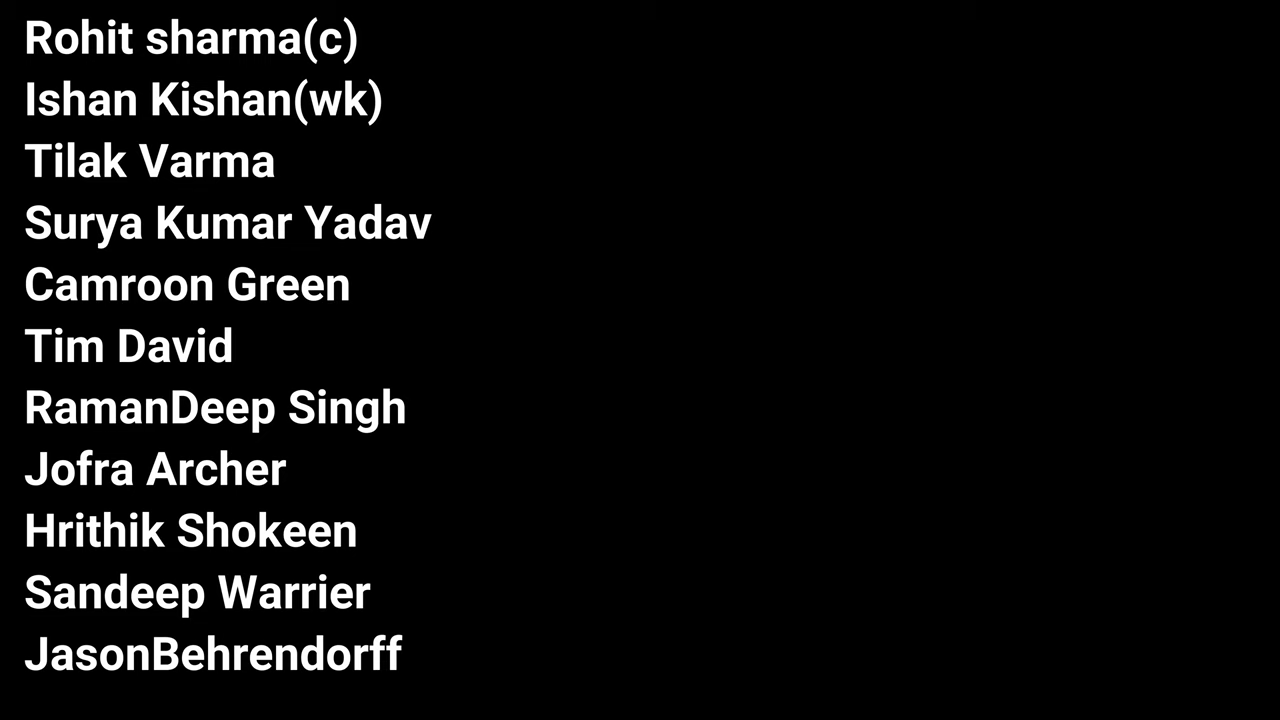 Rohit sharma(c)
Ishan Kishan(wk)
Tilak Varma
Surya Kumar Yadav
Camroon Green
Tim David
RamanDeep Singh
Jofra Archer
Hrithik Shokeen
Sandeep Warrier
JasonBehrendorff